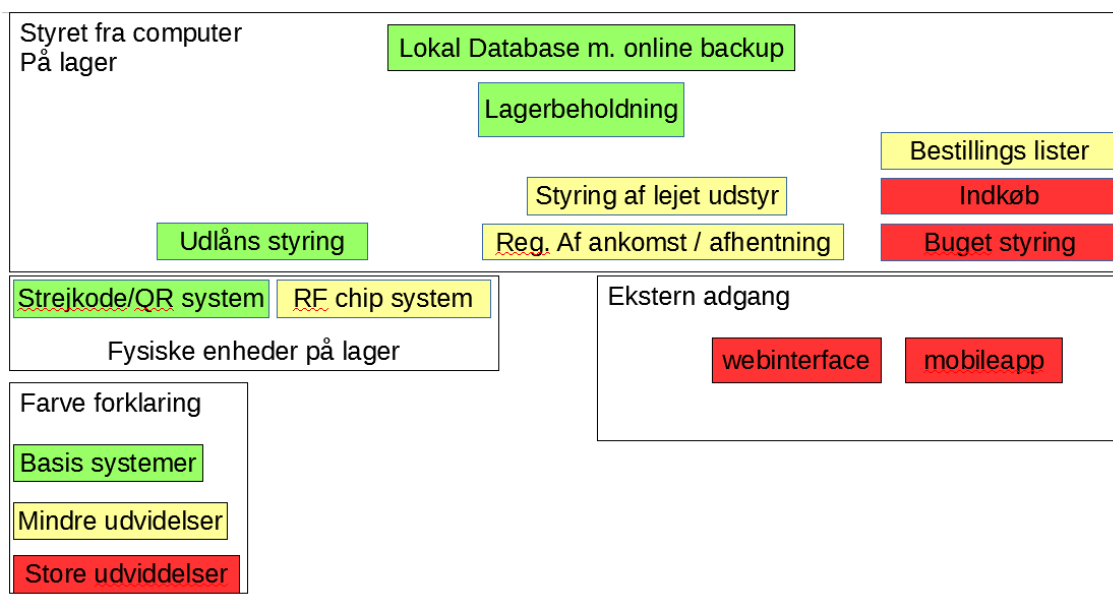 Styret fra computer
På lager
Lokal Database m. online backup
Lagerbeholdning
Bestillings lister
Styring af lejet udstyr
Indkøb
Udlåns styring
Reg. Af ankomst / afhentning
Buget styring
Strejkode/QR system
RF chip system
Fysiske enheder på lager
Ekstern adgang
webinterface
mobileapp
Farve forklaring
Basis systemer
Mindre udvidelser
Store udviddelser